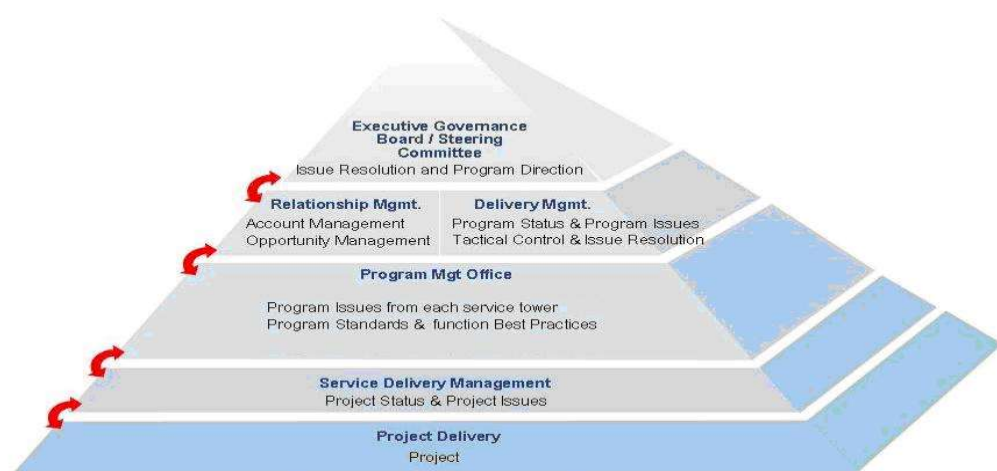 Executive Governance
Board / Steering
Committee
Issue Resolution and Program Direction
Relationship Mgmt.
Account Management
Opportunity Management
Delivery Mgmt.
Program Status & Program Issues
Tactical Control & Issue Resolution
Program Mgt Office
Program Issues from each service tower
Program Standards & function Best Practices
Service Delivery Management
Project Status & Project Issues
Project Delivery
Project